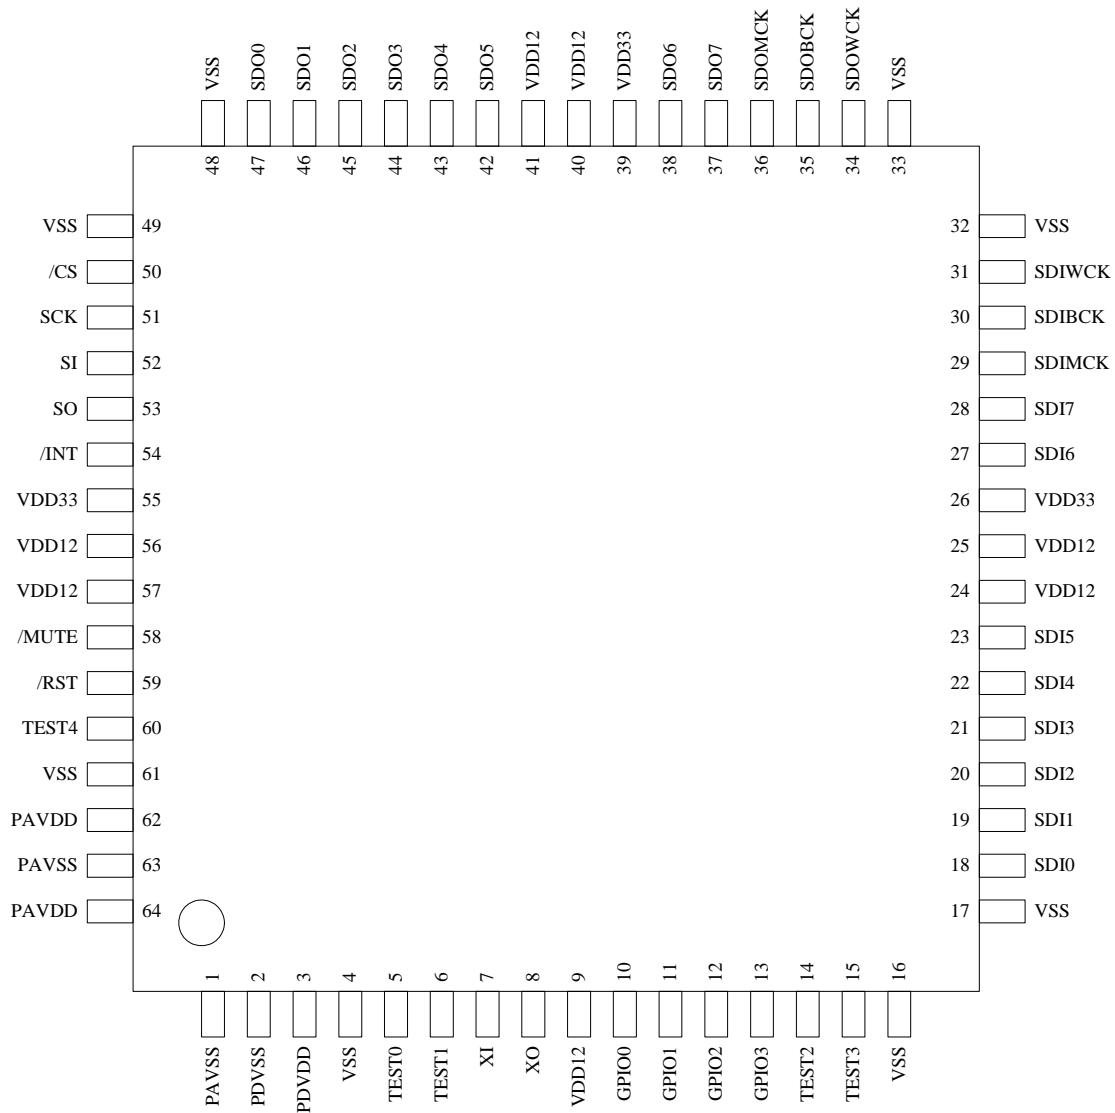 VSS SDO0 SDO1 SDO2 SDO3 SDO4 SDO5 VDD12 VDD12 VDD33 SDO6 SDO7 SDOMCK SDOBCK SDOWCK VSS
48 47 46 45 44 43 42 41 40 39 38 37 36 35 34 33
VSS 49 32 VSS
/CS 50 31 SDIWCK
SCK 51 30 SDIBCK
SI 52 29 SDIMCK
SO 53 28 SDI7
/INT 54 27 SDI6
VDD33 55 26 VDD33
VDD12 56 25 VDD12
VDD12 57 24 VDD12
/MUTE 58 23 SDI5
/RST 59 22 SDI4
TEST4 60 21 SDI3
VSS 61 20 SDI2
PAVDD 62 19 SDI1
PAVSS 63 18 SDI0
PAVDD 64 17 VSS
1 2 3 4 5 6 7 8 9 10 11 12 13 14 15 16
PAVSS PDVSS PDVDD VSS TEST0 TEST1 XI XO VDD12 GPIO0 GPIO1 GPIO2 GPIO3 TEST2 TEST3 VSS